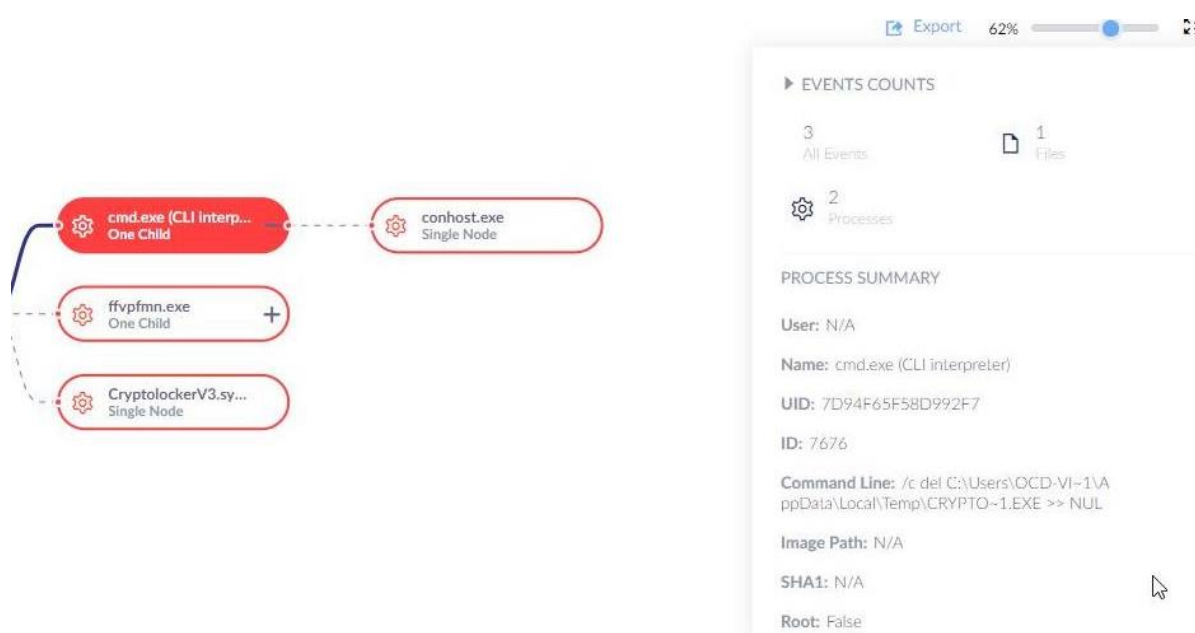 Export 62%
EVENTS COUNTS
3
All Events
1
Files
2
Processes
cmd.exe (CLI interp...
One Child
conhost.exe
Single Node
ffvpfmn.exe
One Child
CryptolockerV3.sy...
Single Node
PROCESS SUMMARY
User: N/A
Name: cmd.exe (CLI interpreter)
UID: 7D94F65F58D992F7
ID: 7676
Command Line: /c del C:\Users\OCD-VI~1\A
ppData\Local\Temp\CRYPTO~1.EXE >> NUL
Image Path: N/A
SHA1: N/A
Root: False